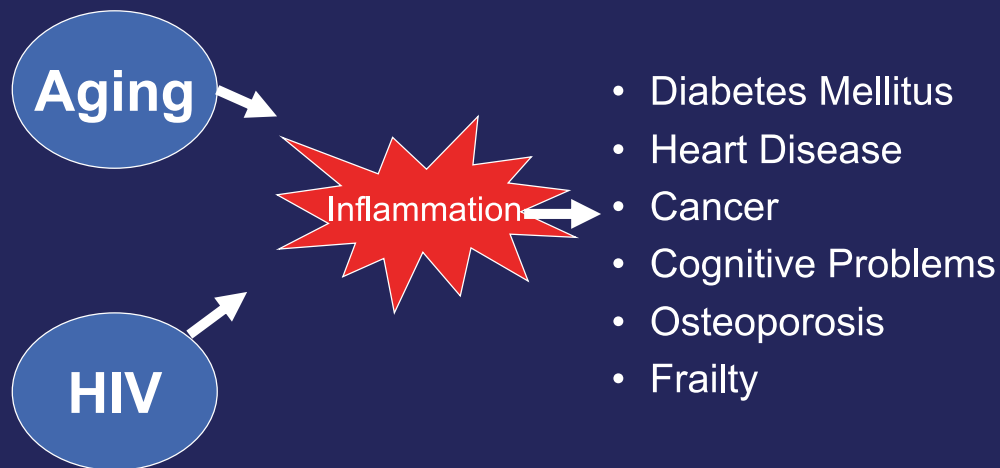 Aging
HIV
Inflammation
• Diabetes Mellitus
• Heart Disease
• Cancer
• Cognitive Problems
• Osteoporosis
• Frailty